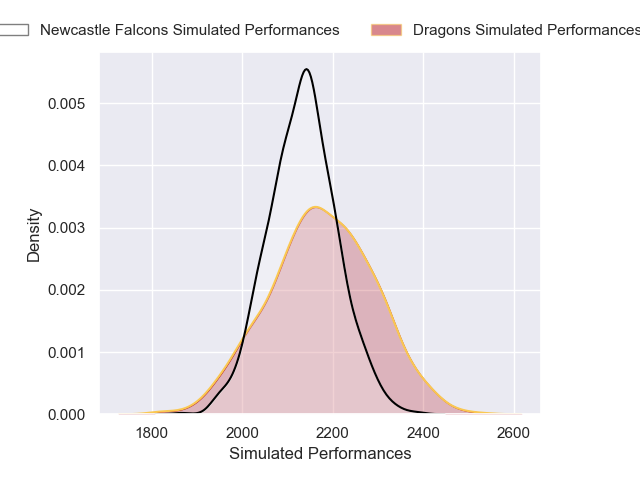 Newcastle Falcons Simulated Performances
Dragons Simulated Performances
0.005
0.004
0.003
0.002
0.001
0.000
Density
1800 2000 2200 2400 2600
Simulated Performances